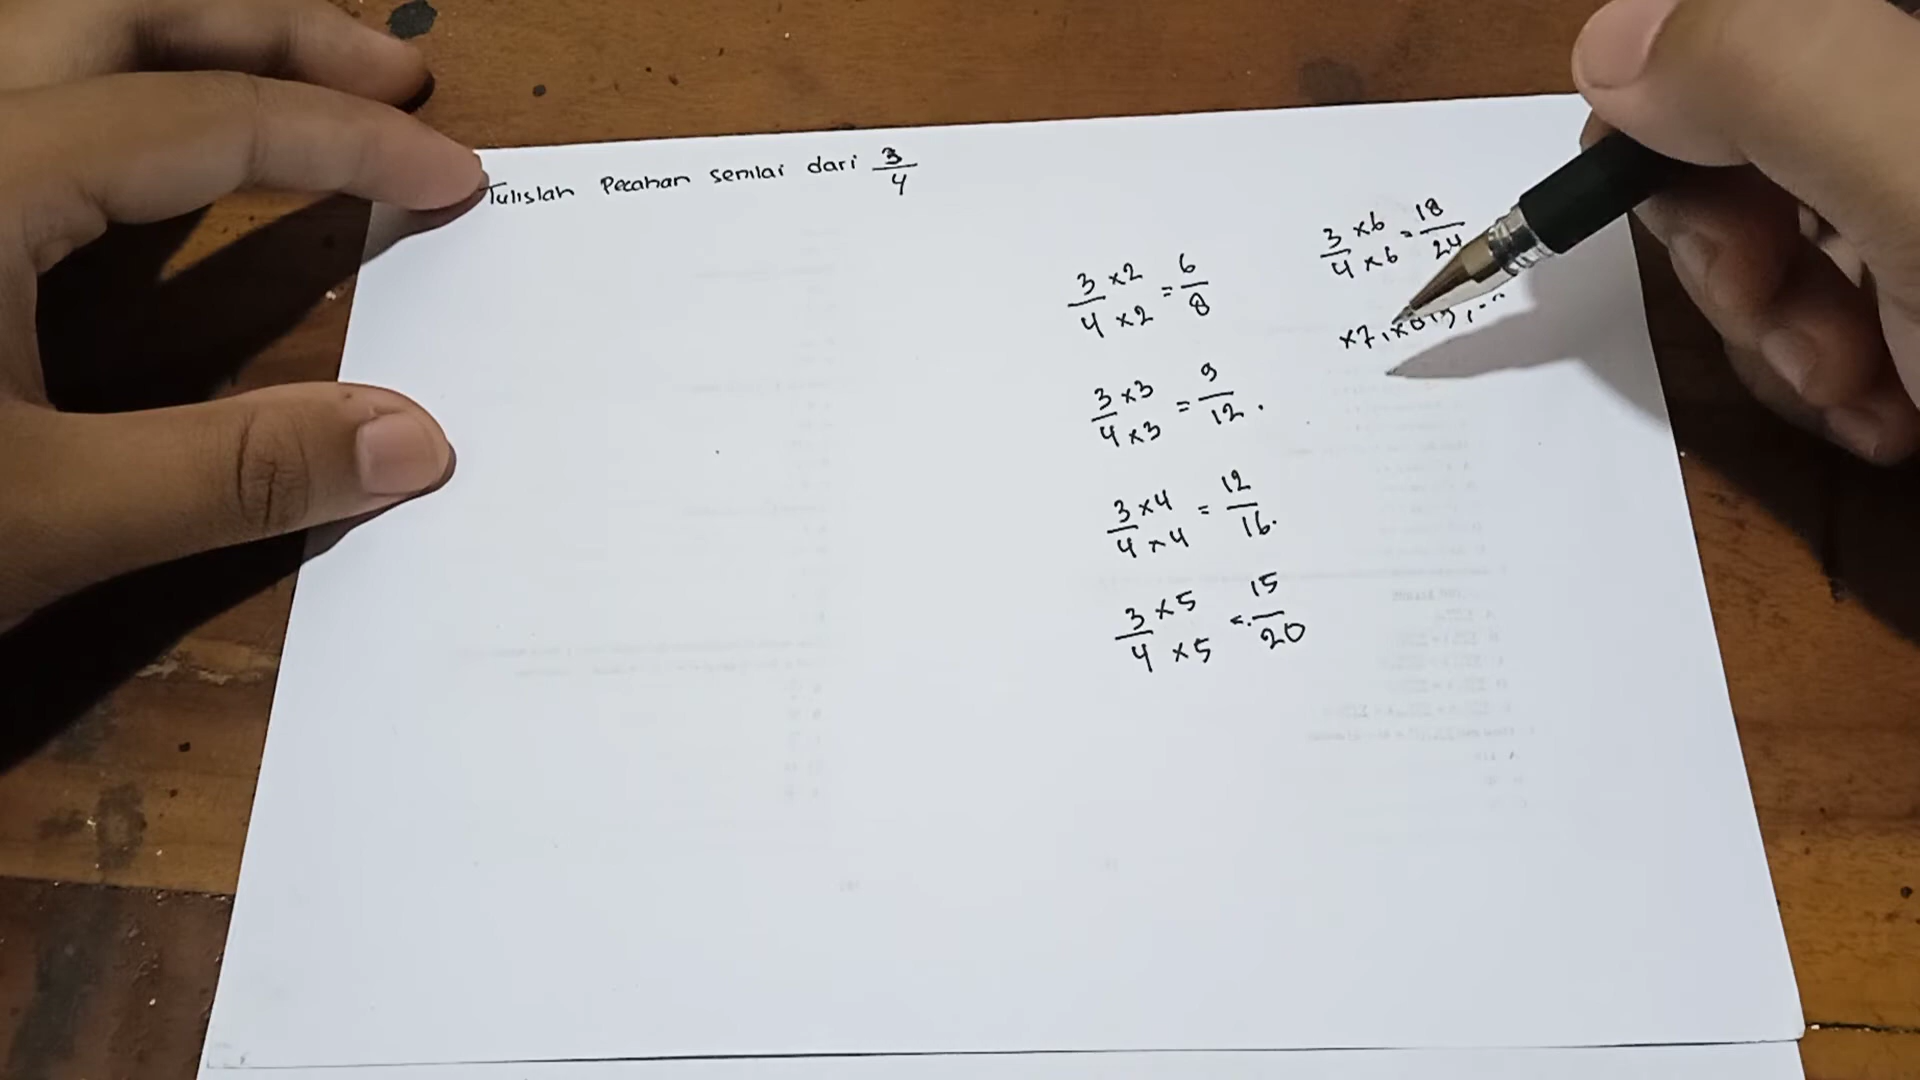 Tulislah Pecahan senilai dari 3/4
3/4 ×2/×2 = 6/8
3/4 ×3/×3 = 9/12.
3/4 ×4/×4 = 12/16.
3/4 ×5/×5 = 15/20
3/4 ×6/×6 = 18/24
×7,